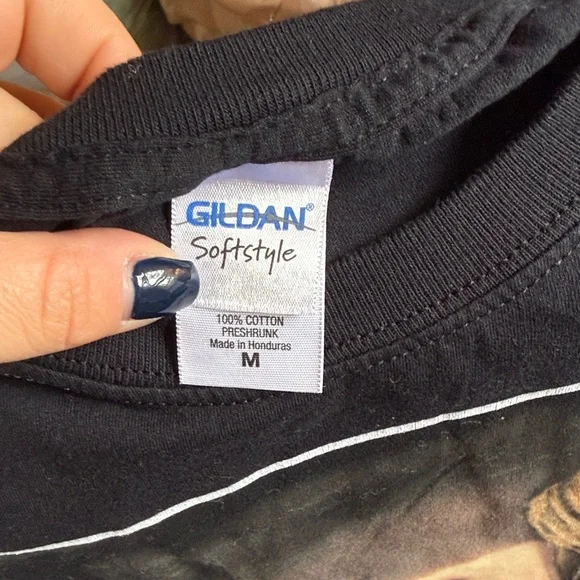 GILDAN®
Softstyle
100% COTTON
PRESHRUNK
Made in Honduras
M